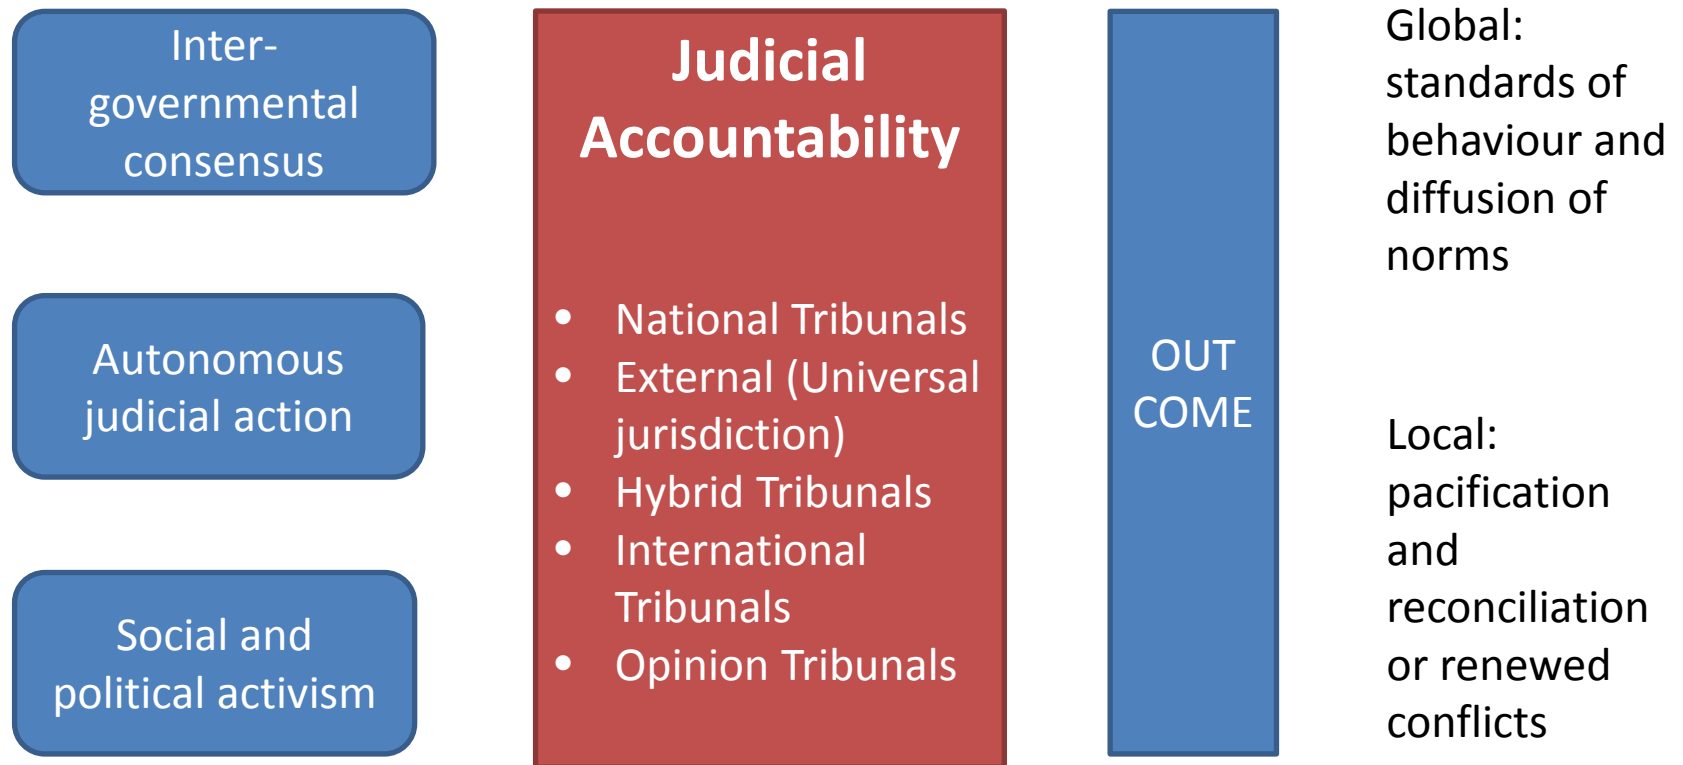 Inter-
governmental
consensus
Autonomous
judicial action
Social and
political activism
Judicial
Accountability
• National Tribunals
• External (Universal
jurisdiction)
• Hybrid Tribunals
• International
Tribunals
• Opinion Tribunals
OUT
COME
Global:
standards of
behaviour and
diffusion of
norms
Local:
pacification
and
reconciliation
or renewed
conflicts